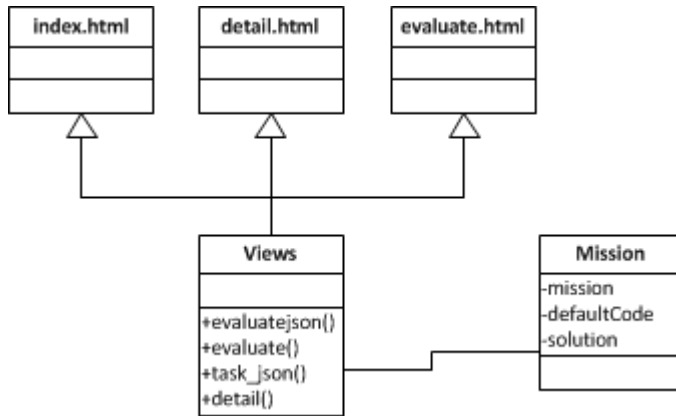 index.html
detail.html
evaluate.html
Views
+evaluatejson()
+evaluate()
+task_json()
+detail()
Mission
-mission
-defaultCode
-solution